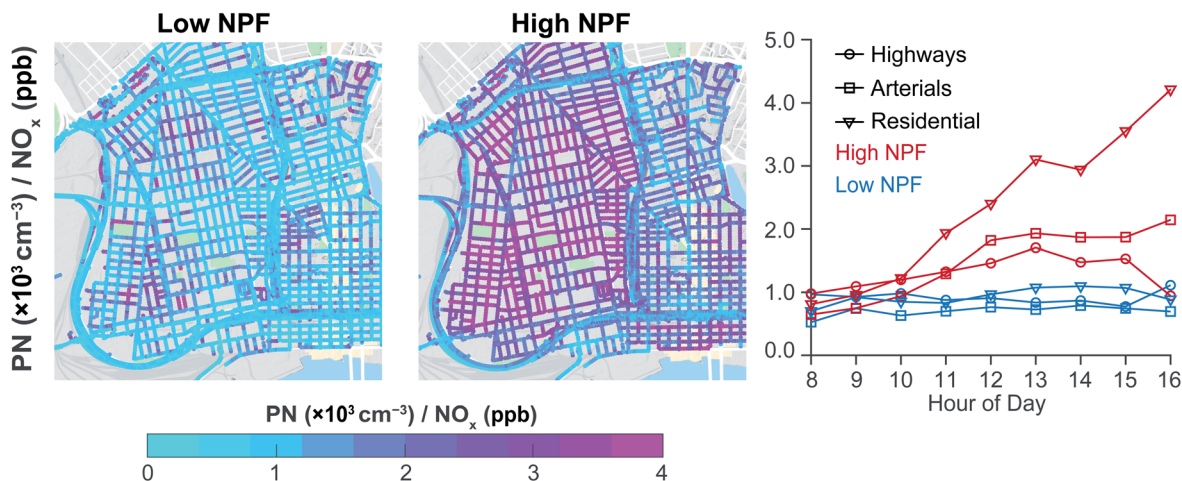 Low NPF
High NPF
PN (×10³ cm⁻³) / NOₓ (ppb)
PN (×10³ cm⁻³) / NOₓ (ppb)
0 1 2 3 4
5.0
4.0
3.0
2.0
1.0
0.0
Highways
Arterials
Residential
High NPF
Low NPF
8 9 10 11 12 13 14 15 16
Hour of Day